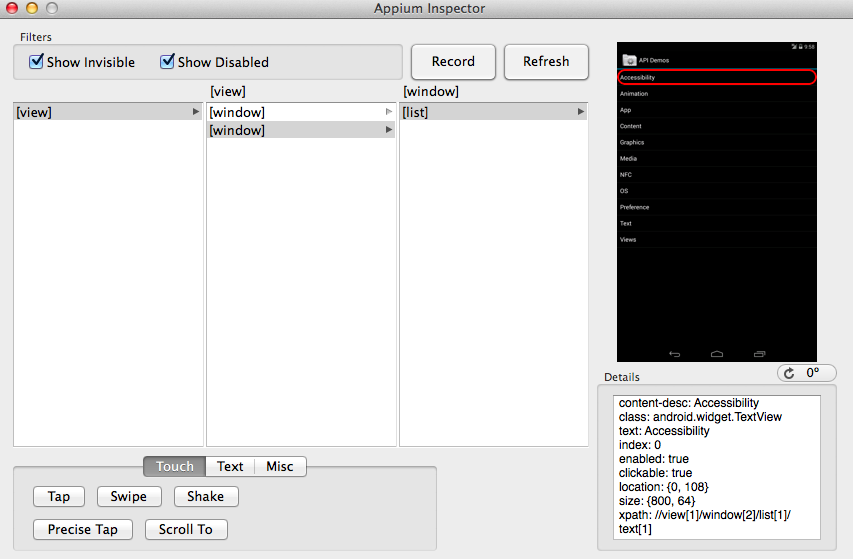 Appium Inspector
Filters
Show Invisible
Show Disabled
Record
Refresh
[view]
[window]
[view]
[window]
[window]
[list]
9:58
API Demos
Accessibility
Animation
App
Content
Graphics
Media
NFC
OS
Preference
Text
Views
Details
0°
content-desc: Accessibility
class: android.widget.TextView
text: Accessibility
index: 0
enabled: true
clickable: true
location: {0, 108}
size: {800, 64}
xpath: //view[1]/window[2]/list[1]/
text[1]
Touch
Text
Misc
Tap
Swipe
Shake
Precise Tap
Scroll To